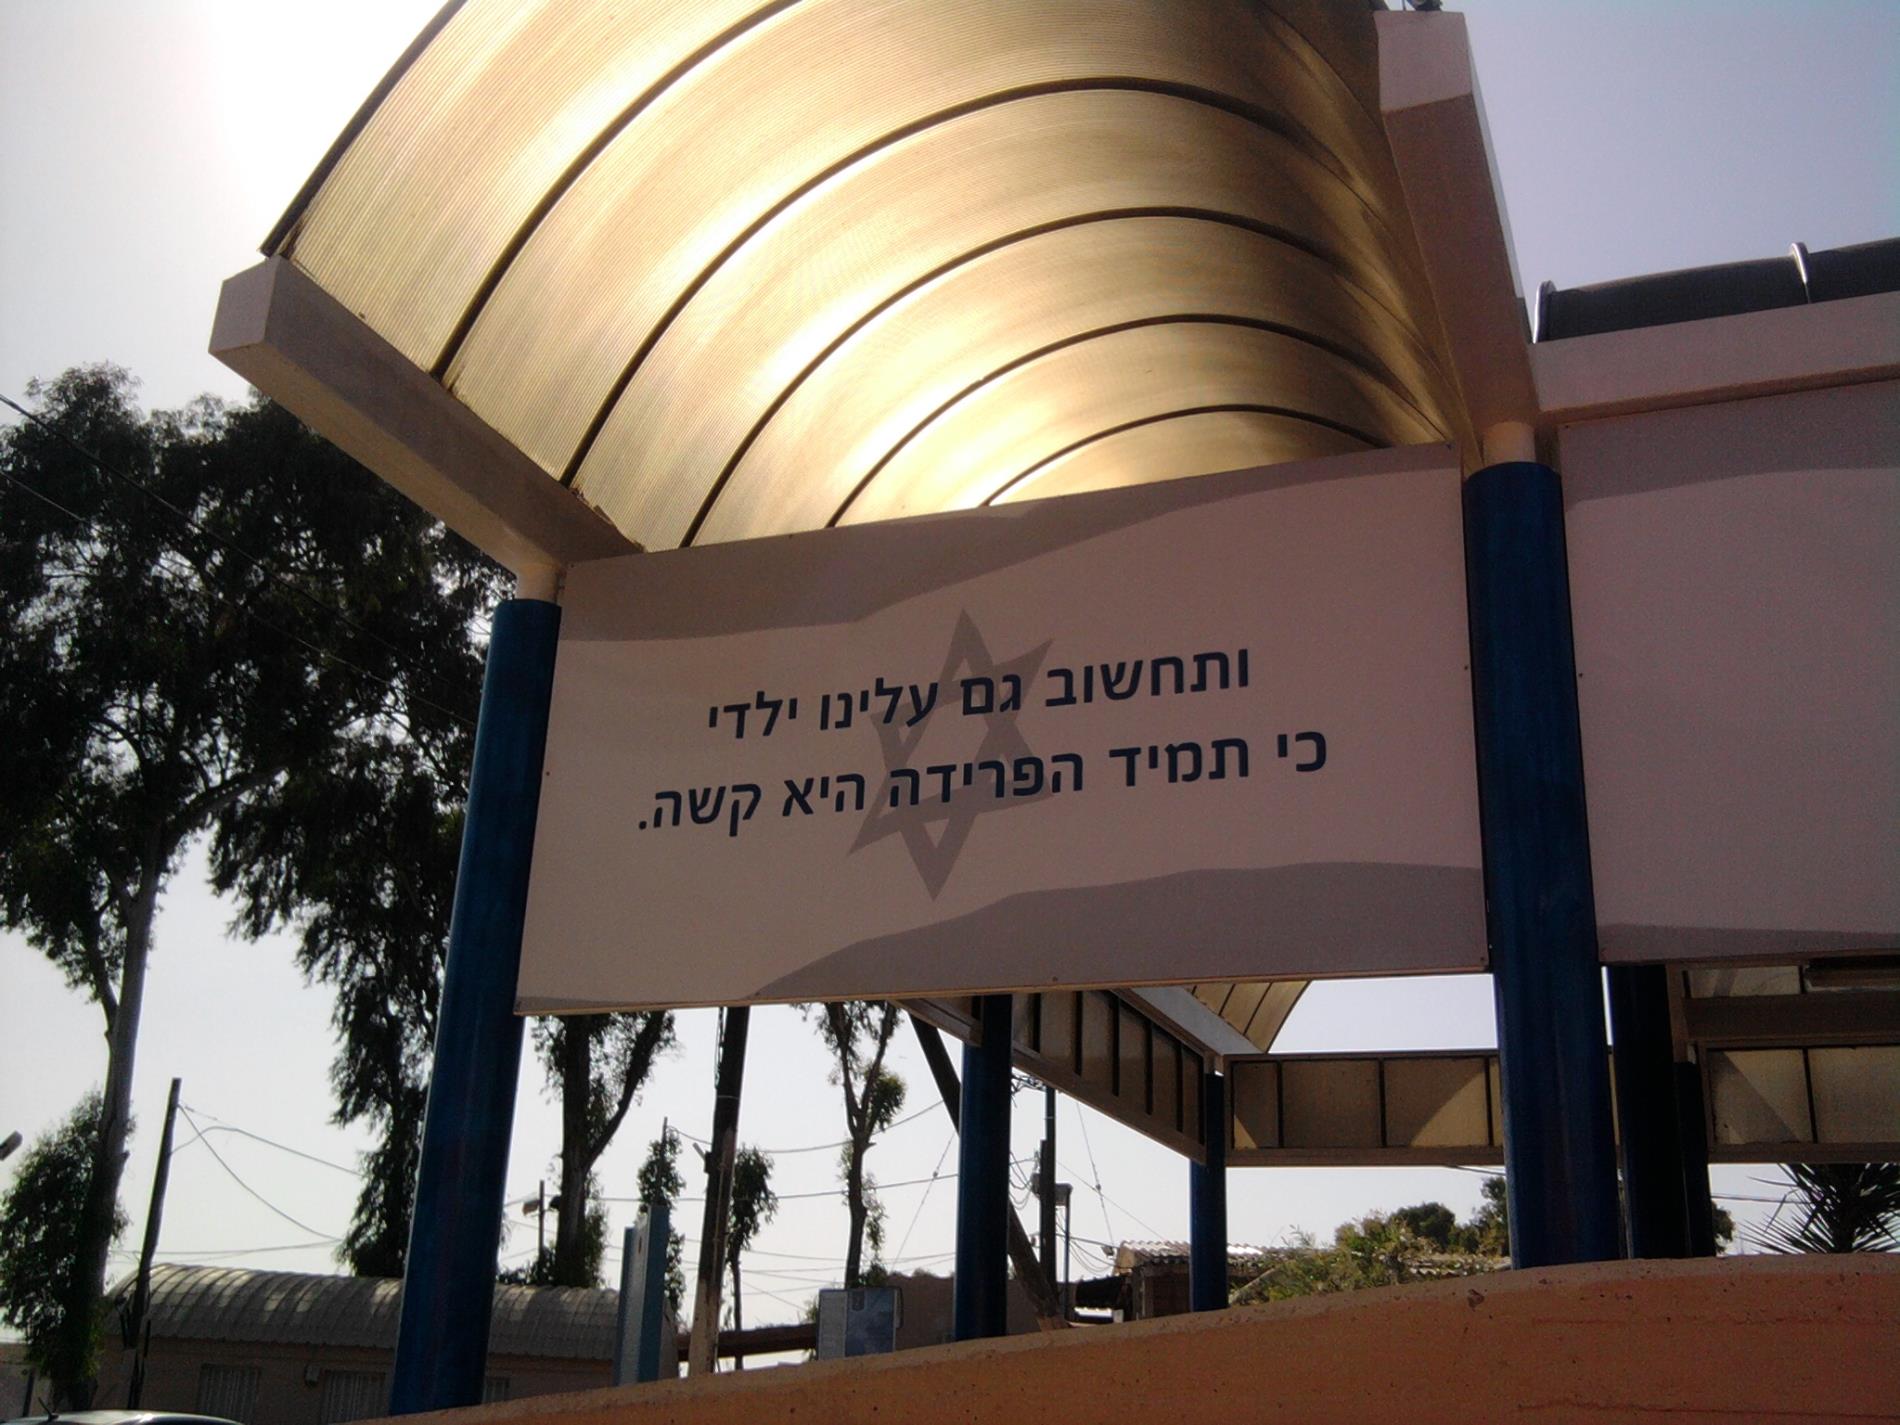 ותחשוב גם עלינו ילדי
כי תמיד הפרידה היא קשה.